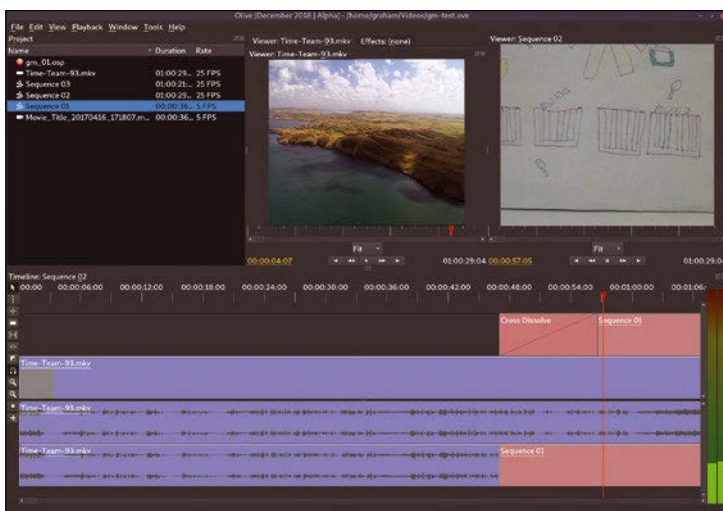 Olive (December 2018 | Alpha) - /home/graham/Videos/gm-test.ove
File Edit View Playback Window Tools Help
Project
Name Duration Rate
gm_01.osp
Time-Team-93.mkv 01:00:29... 25 FPS
Sequence 03 01:00:21... 25 FPS
Sequence 02 01:00:29... 25 FPS
Sequence 01 00:00:36... 5 FPS
Movie_Title_20170416_171807.m... 00:00:36... 5 FPS
Viewer: Time-Team-93.mkv Effects: (none)
Viewer: Time-Team-93.mkv
Fit
00:00:04:07 01:00:29:04
Viewer: Sequence 02
Fit
00:00:57:05 01:00:29:04
Timeline: Sequence 02
00:00 00:00:06:00 00:00:12:00 00:00:18:00 00:00:24:00 00:00:30:00 00:00:36:00 00:00:42:00 00:00:48:00 00:00:54:00 00:01:00:00 00:01:06:
Cross Dissolve Sequence 01
Time-Team-93.mkv
Time-Team-93.mkv
Time-Team-93.mkv Sequence 01